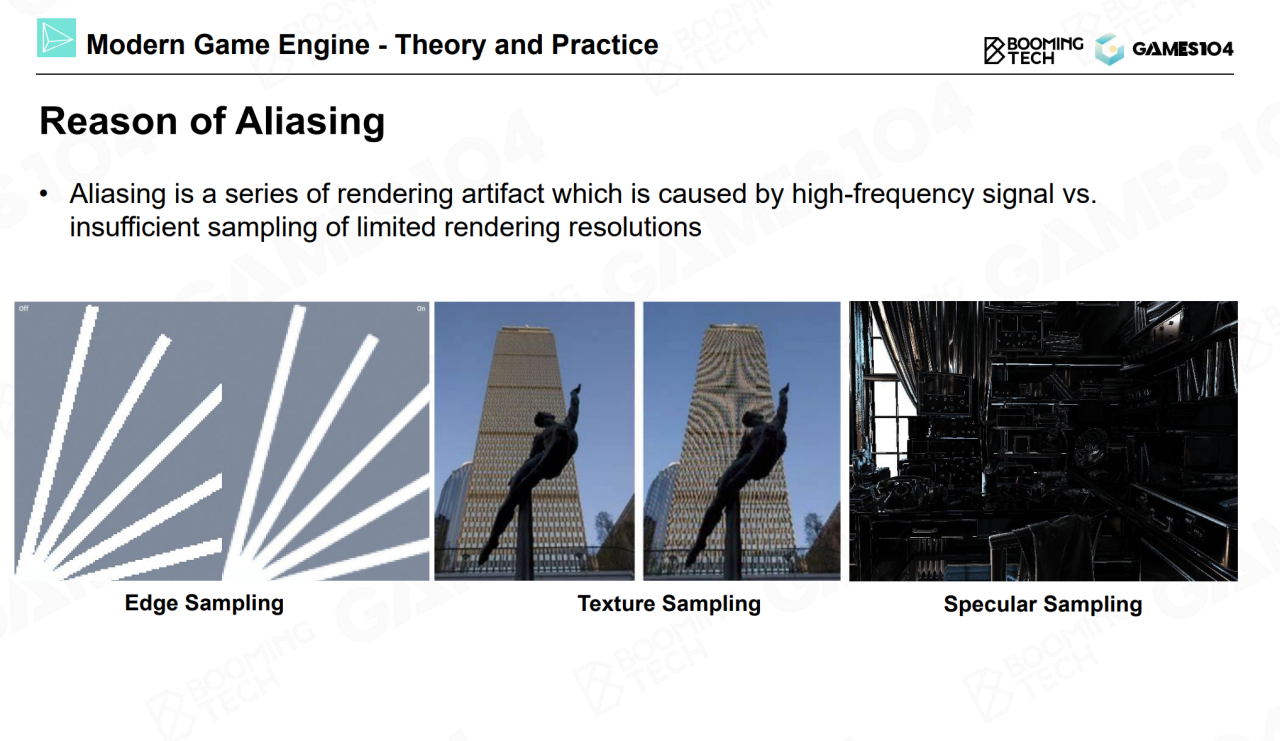 Modern Game Engine - Theory and Practice
BOOMING
TECH
GAMES104
Reason of Aliasing
• Aliasing is a series of rendering artifact which is caused by high-frequency signal vs.
insufficient sampling of limited rendering resolutions
Off
On
Edge Sampling
Texture Sampling
Specular Sampling